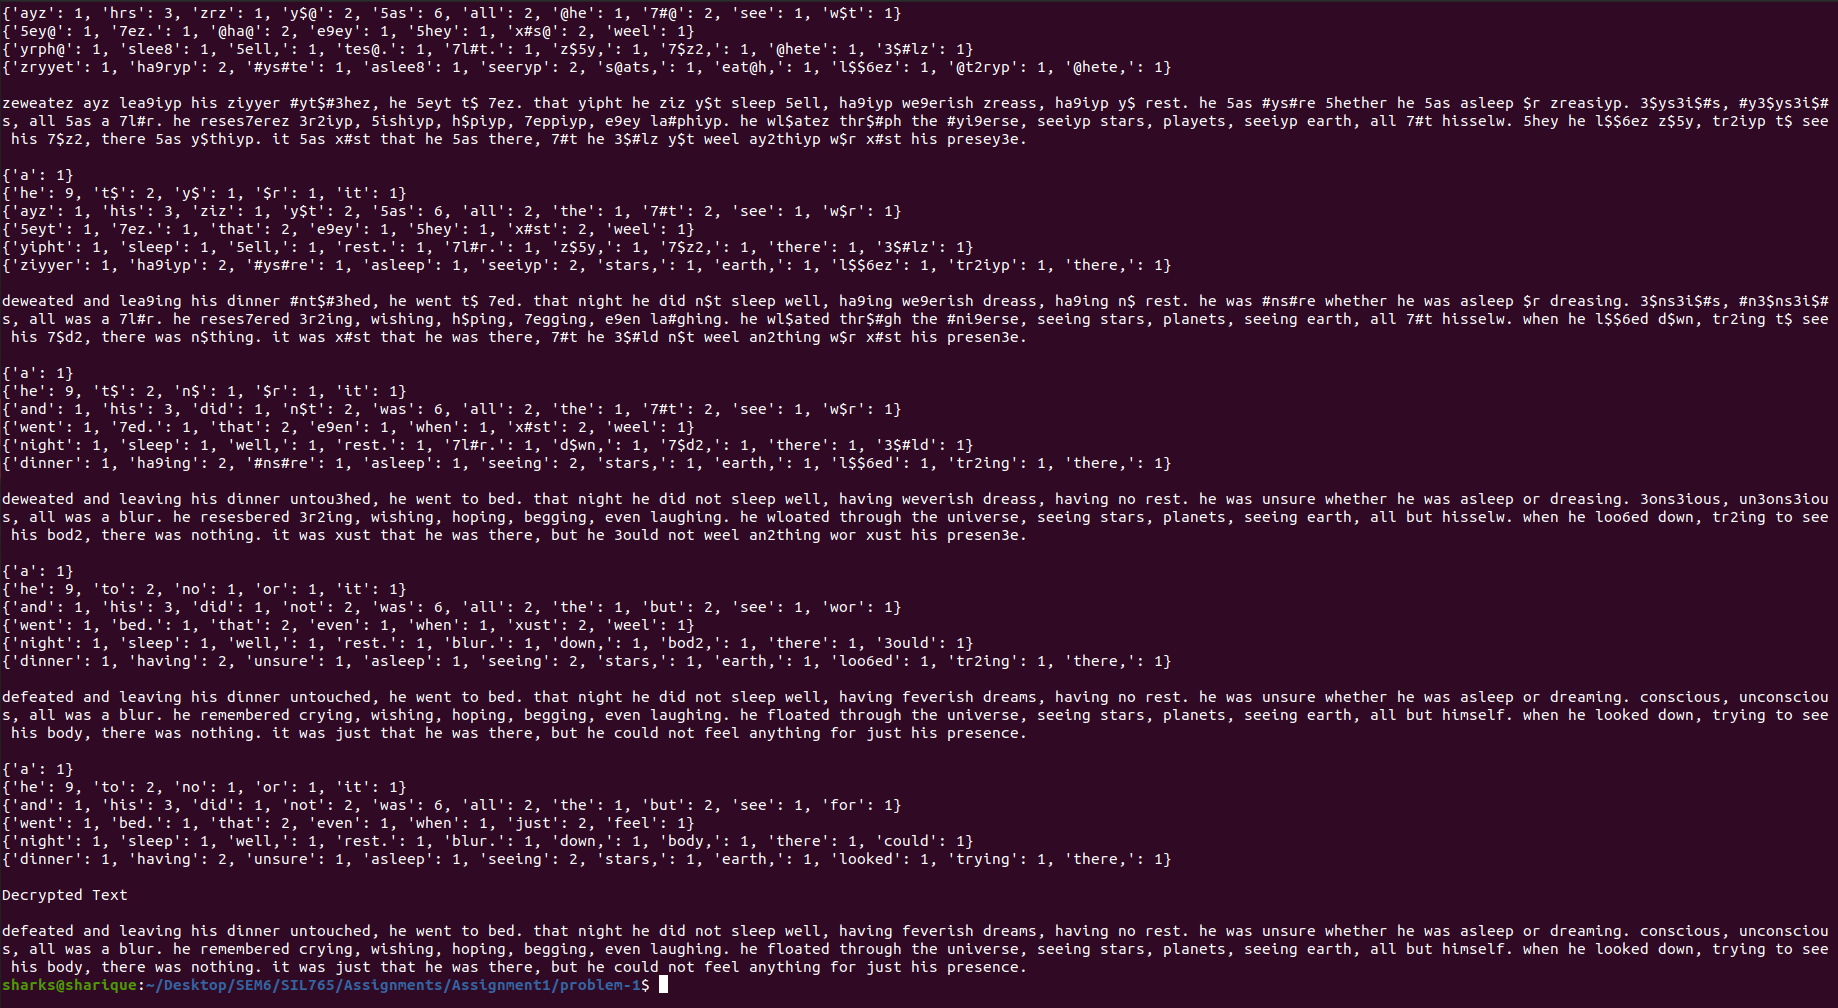 {'ayz': 1, 'hrs': 3, 'zrz': 1, 'y$@': 2, '5as': 6, 'all': 2, '@he': 1, '7#@': 2, 'see': 1, 'w$t': 1}
{'5ey@': 1, '7ez.': 1, '@ha@': 2, 'e9ey': 1, '5hey': 1, 'x#s@': 2, 'weel': 1}
{'yrph@': 1, 'slee8': 1, '5ell,': 1, 'tes@.': 1, '7l#t.': 1, 'z$5y,': 1, '7$z2,': 1, '@hete': 1, '3$#lz': 1}
{'zryyet': 1, 'ha9ryp': 2, '#ys#te': 1, 'aslee8': 1, 'seeryp': 2, 's@ats,': 1, 'eat@h,': 1, 'l$$6ez': 1, '@t2ryp': 1, '@hete,': 1}
zeweatez ayz lea9iyp his ziyyer #yt$#3hez, he 5eyt t$ 7ez. that yipht he ziz y$t sleep 5ell, ha9iyp we9erish zreass, ha9iyp y$ rest. he 5as #ys#re 5hether he 5as asleep $r zreasiyp. 3$ys3i$#s, #y3$ys3i$#
s, all 5as a 7l#r. he reses7erez 3r2iyp, 5ishiyp, h$piyp, 7eppiyp, e9ey la#phiyp. he wl$atez thr$#ph the #yi9erse, seeiyp stars, playets, seeiyp earth, all 7#t hisselw. 5hey he l$$6ez z$5y, tr2iyp t$ see
his 7$z2, there 5as y$thiyp. it 5as x#st that he 5as there, 7#t he 3$#lz y$t weel ay2thiyp w$r x#st his presey3e.
{'a': 1}
{'he': 9, 't$': 2, 'y$': 1, '$r': 1, 'it': 1}
{'ayz': 1, 'his': 3, 'ziz': 1, 'y$t': 2, '5as': 6, 'all': 2, 'the': 1, '7#t': 2, 'see': 1, 'w$r': 1}
{'5eyt': 1, '7ez.': 1, 'that': 2, 'e9ey': 1, '5hey': 1, 'x#st': 2, 'weel': 1}
{'yipht': 1, 'sleep': 1, '5ell,': 1, 'rest.': 1, '7l#r.': 1, 'z$5y,': 1, '7$z2,': 1, 'there': 1, '3$#lz': 1}
{'ziyyer': 1, 'ha9iyp': 2, '#ys#re': 1, 'asleep': 1, 'seeiyp': 2, 'stars,': 1, 'earth,': 1, 'l$$6ez': 1, 'tr2iyp': 1, 'there,': 1}
deweated and lea9ing his dinner #nt$#3hed, he went t$ 7ed. that night he did n$t sleep well, ha9ing we9erish dreass, ha9ing n$ rest. he was #ns#re whether he was asleep $r dreasing. 3$ns3i$#s, #n3$ns3i$#
s, all was a 7l#r. he reses7ered 3r2ing, wishing, h$ping, 7egging, e9en la#ghing. he wl$ated thr$#gh the #ni9erse, seeing stars, planets, seeing earth, all 7#t hisselw. when he l$$6ed d$wn, tr2ing t$ see
his 7$d2, there was n$thing. it was x#st that he was there, 7#t he 3$#ld n$t weel an2thing w$r x#st his presen3e.
{'a': 1}
{'he': 9, 't$': 2, 'n$': 1, '$r': 1, 'it': 1}
{'and': 1, 'his': 3, 'did': 1, 'n$t': 2, 'was': 6, 'all': 2, 'the': 1, '7#t': 2, 'see': 1, 'w$r': 1}
{'went': 1, '7ed.': 1, 'that': 2, 'e9en': 1, 'when': 1, 'x#st': 2, 'weel': 1}
{'night': 1, 'sleep': 1, 'well,': 1, 'rest.': 1, '7l#r.': 1, 'd$wn,': 1, '7$d2,': 1, 'there': 1, '3$#ld': 1}
{'dinner': 1, 'ha9ing': 2, '#ns#re': 1, 'asleep': 1, 'seeing': 2, 'stars,': 1, 'earth,': 1, 'l$$6ed': 1, 'tr2ing': 1, 'there,': 1}
deweated and leaving his dinner untou3hed, he went to bed. that night he did not sleep well, having weverish dreass, having no rest. he was unsure whether he was asleep or dreasing. 3ons3ious, un3ons3iou
s, all was a blur. he resesbered 3r2ing, wishing, hoping, begging, even laughing. he wloated through the universe, seeing stars, planets, seeing earth, all but hisselw. when he loo6ed down, tr2ing to see
his bod2, there was nothing. it was xust that he was there, but he 3ould not weel an2thing wor xust his presen3e.
{'a': 1}
{'he': 9, 'to': 2, 'no': 1, 'or': 1, 'it': 1}
{'and': 1, 'his': 3, 'did': 1, 'not': 2, 'was': 6, 'all': 2, 'the': 1, 'but': 2, 'see': 1, 'wor': 1}
{'went': 1, 'bed.': 1, 'that': 2, 'even': 1, 'when': 1, 'xust': 2, 'weel': 1}
{'night': 1, 'sleep': 1, 'well,': 1, 'rest.': 1, 'blur.': 1, 'down,': 1, 'bod2,': 1, 'there': 1, '3ould': 1}
{'dinner': 1, 'having': 2, 'unsure': 1, 'asleep': 1, 'seeing': 2, 'stars,': 1, 'earth,': 1, 'loo6ed': 1, 'tr2ing': 1, 'there,': 1}
defeated and leaving his dinner untouched, he went to bed. that night he did not sleep well, having feverish dreams, having no rest. he was unsure whether he was asleep or dreaming. conscious, unconsciou
s, all was a blur. he remembered crying, wishing, hoping, begging, even laughing. he floated through the universe, seeing stars, planets, seeing earth, all but himself. when he looked down, trying to see
his body, there was nothing. it was just that he was there, but he could not feel anything for just his presence.
{'a': 1}
{'he': 9, 'to': 2, 'no': 1, 'or': 1, 'it': 1}
{'and': 1, 'his': 3, 'did': 1, 'not': 2, 'was': 6, 'all': 2, 'the': 1, 'but': 2, 'see': 1, 'for': 1}
{'went': 1, 'bed.': 1, 'that': 2, 'even': 1, 'when': 1, 'just': 2, 'feel': 1}
{'night': 1, 'sleep': 1, 'well,': 1, 'rest.': 1, 'blur.': 1, 'down,': 1, 'body,': 1, 'there': 1, 'could': 1}
{'dinner': 1, 'having': 2, 'unsure': 1, 'asleep': 1, 'seeing': 2, 'stars,': 1, 'earth,': 1, 'looked': 1, 'trying': 1, 'there,': 1}
Decrypted Text
defeated and leaving his dinner untouched, he went to bed. that night he did not sleep well, having feverish dreams, having no rest. he was unsure whether he was asleep or dreaming. conscious, unconsciou
s, all was a blur. he remembered crying, wishing, hoping, begging, even laughing. he floated through the universe, seeing stars, planets, seeing earth, all but himself. when he looked down, trying to see
his body, there was nothing. it was just that he was there, but he could not feel anything for just his presence.
sharks@sharique:~/Desktop/SEM6/SIL765/Assignments/Assignment1/problem-1$